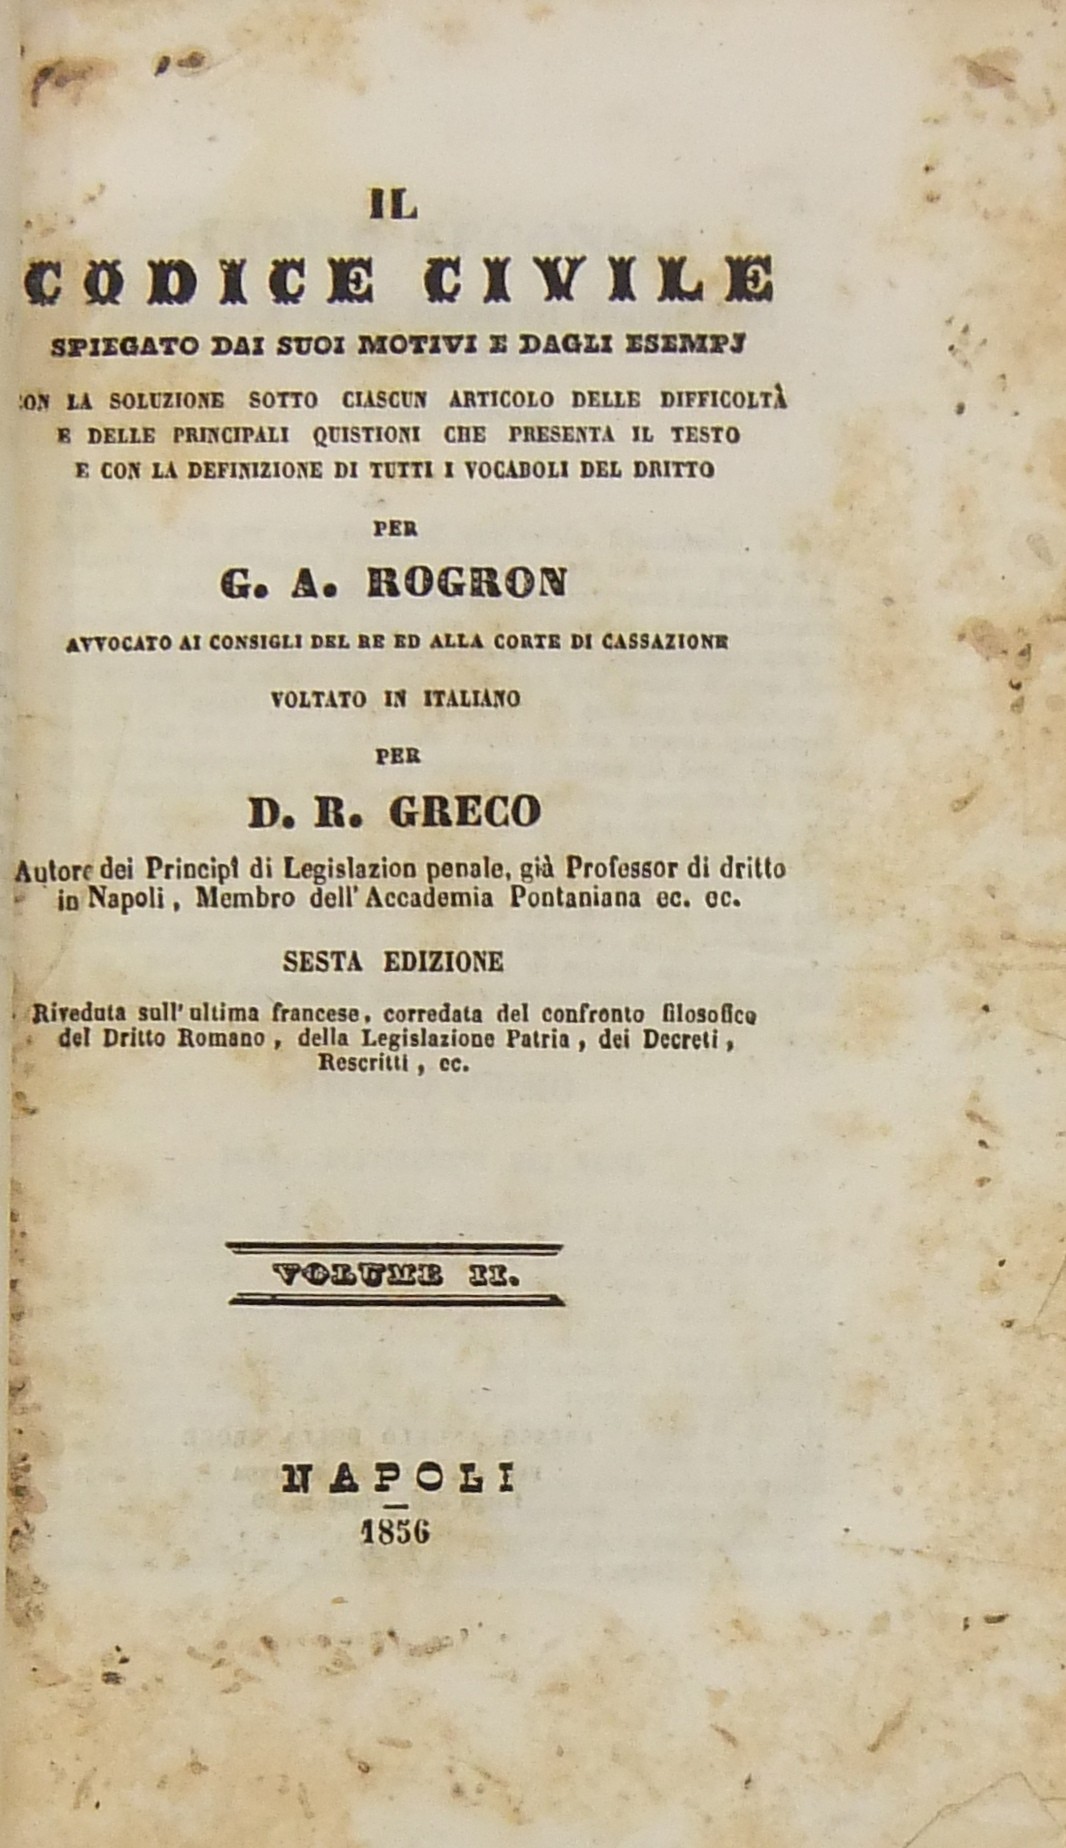 IL
CODICE CIVILE
SPIEGATO DAI SUOI MOTIVI E DAGLI ESEMPJ
ON LA SOLUZIONE SOTTO CIASCUN ARTICOLO DELLE DIFFICOLTÀ
E DELLE PRINCIPALI QUISTIONI CHE PRESENTA IL TESTO
E CON LA DEFINIZIONE DI TUTTI I VOCABOLI DEL DRITTO
PER
G. A. ROGRON
AVVOCATO AI CONSIGLI DEL RE ED ALLA CORTE DI CASSAZIONE
VOLTATO IN ITALIANO
PER
D. R. GRECO
Autore dei Principî di Legislazion penale, già Professor di dritto
in Napoli, Membro dell'Accademia Pontaniana ec. ec.
SESTA EDIZIONE
Riveduta sull'ultima francese, corredata del confronto filosofico
del Dritto Romano, della Legislazione Patria, dei Decreti,
Rescritti, ec.
VOLUME II.
NAPOLI
1856